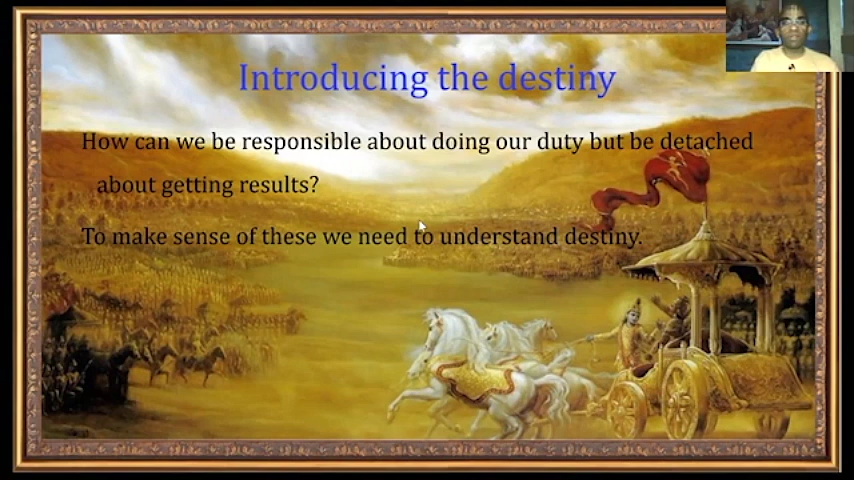 Introducing the destiny
How can we be responsible about doing our duty but be detached
about getting results?
To make sense of these we need to understand destiny.